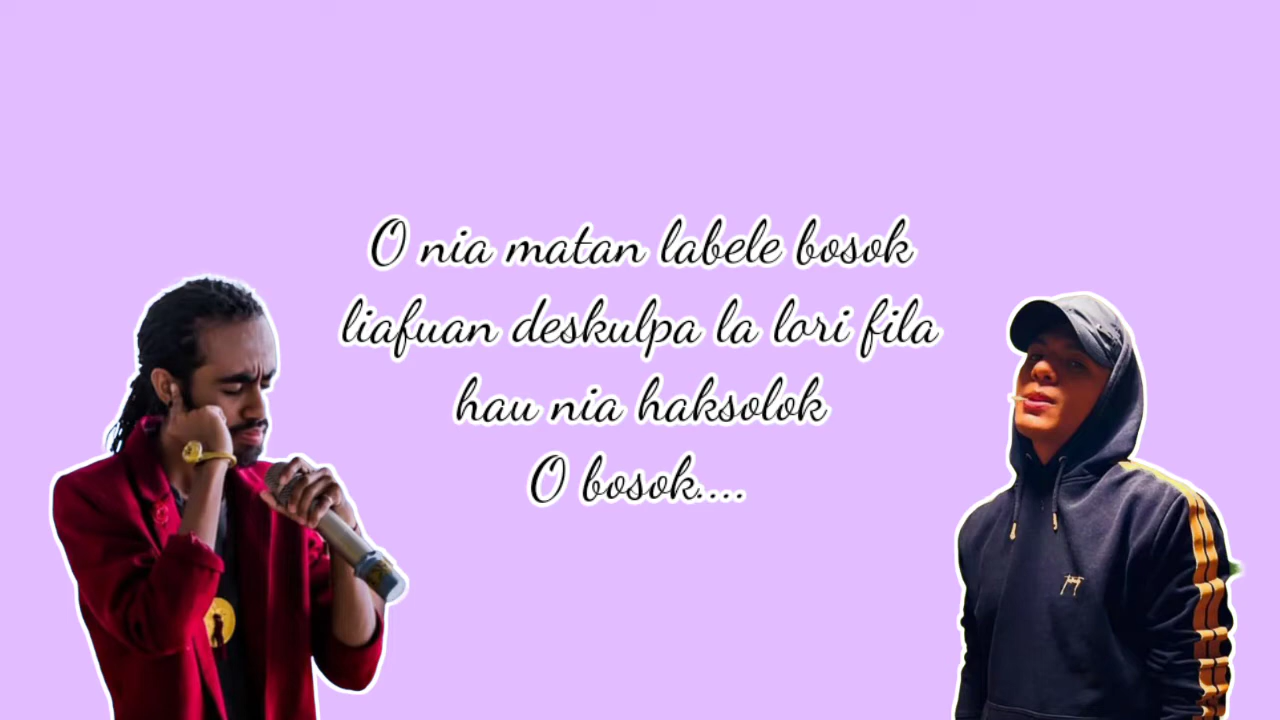 O nia matan labele bosok
liafuan deskulpa la lori fila
hau nia haksolok
O bosok....